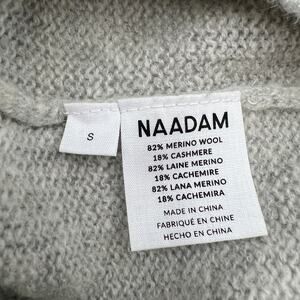 S
NAADAM
82% MERINO WOOL
18% CASHMERE
82% LAINE MERINO
18% CACHEMIRE
82% LANA MERINO
18% CACHEMIRA
MADE IN CHINA
FABRIQUÉ EN CHINE
HECHO EN CHINA